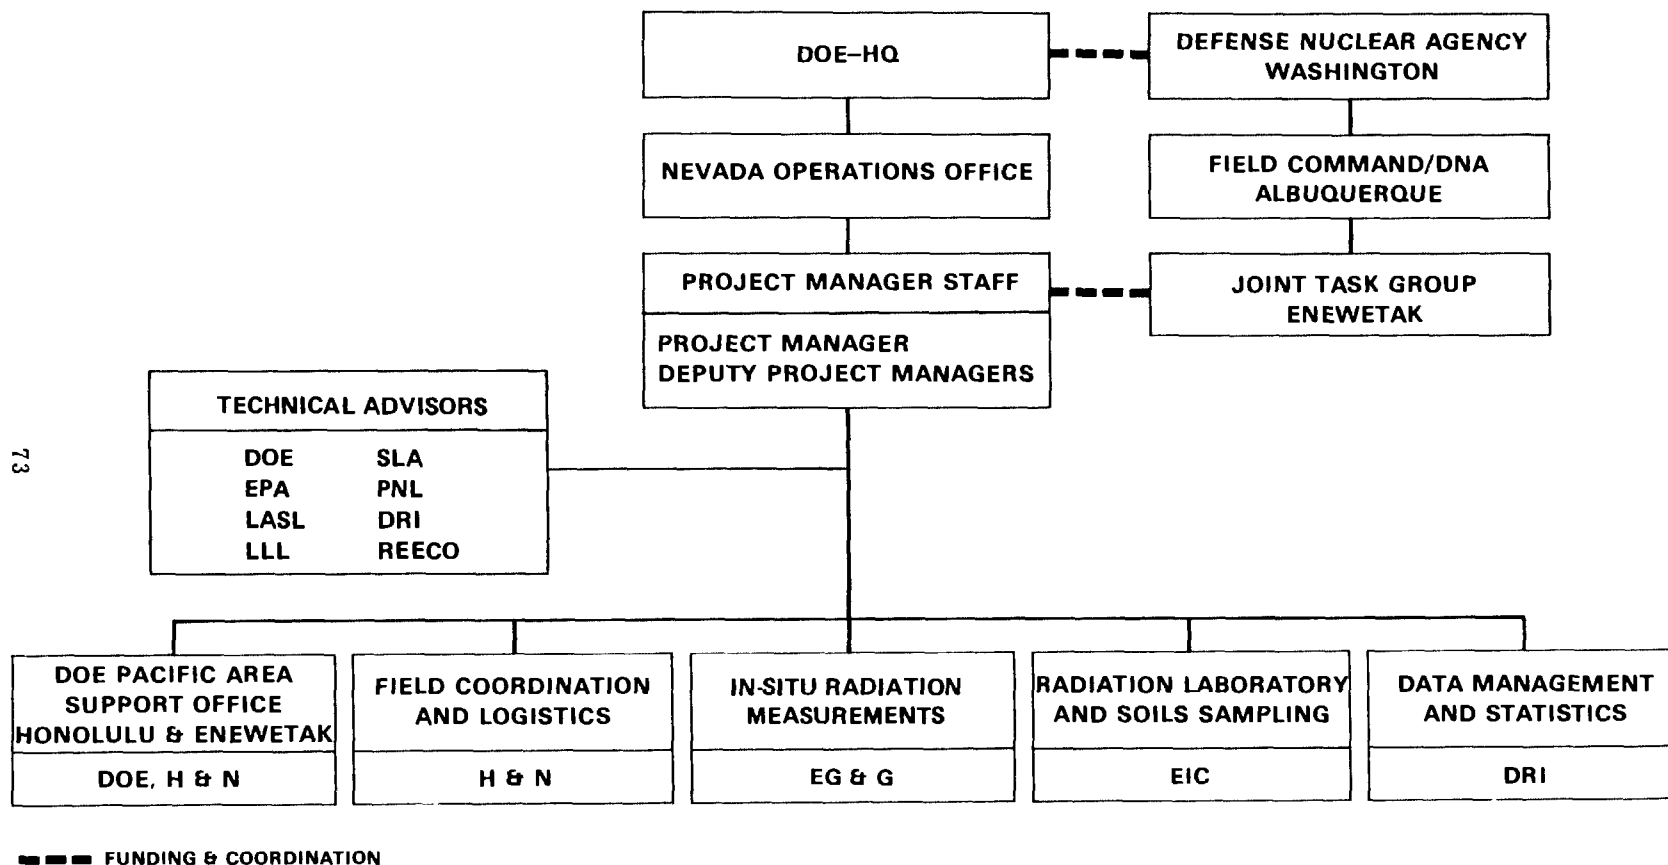 DOE–HQ
DEFENSE NUCLEAR AGENCY
WASHINGTON
NEVADA OPERATIONS OFFICE
FIELD COMMAND/DNA
ALBUQUERQUE
PROJECT MANAGER STAFF
PROJECT MANAGER
DEPUTY PROJECT MANAGERS
JOINT TASK GROUP
ENEWETAK
TECHNICAL ADVISORS
DOE SLA
EPA PNL
LASL DRI
LLL REECO
73
DOE PACIFIC AREA
SUPPORT OFFICE
HONOLULU & ENEWETAK
DOE, H & N
FIELD COORDINATION
AND LOGISTICS
H & N
IN-SITU RADIATION
MEASUREMENTS
EG & G
RADIATION LABORATORY
AND SOILS SAMPLING
EIC
DATA MANAGEMENT
AND STATISTICS
DRI
FUNDING & COORDINATION